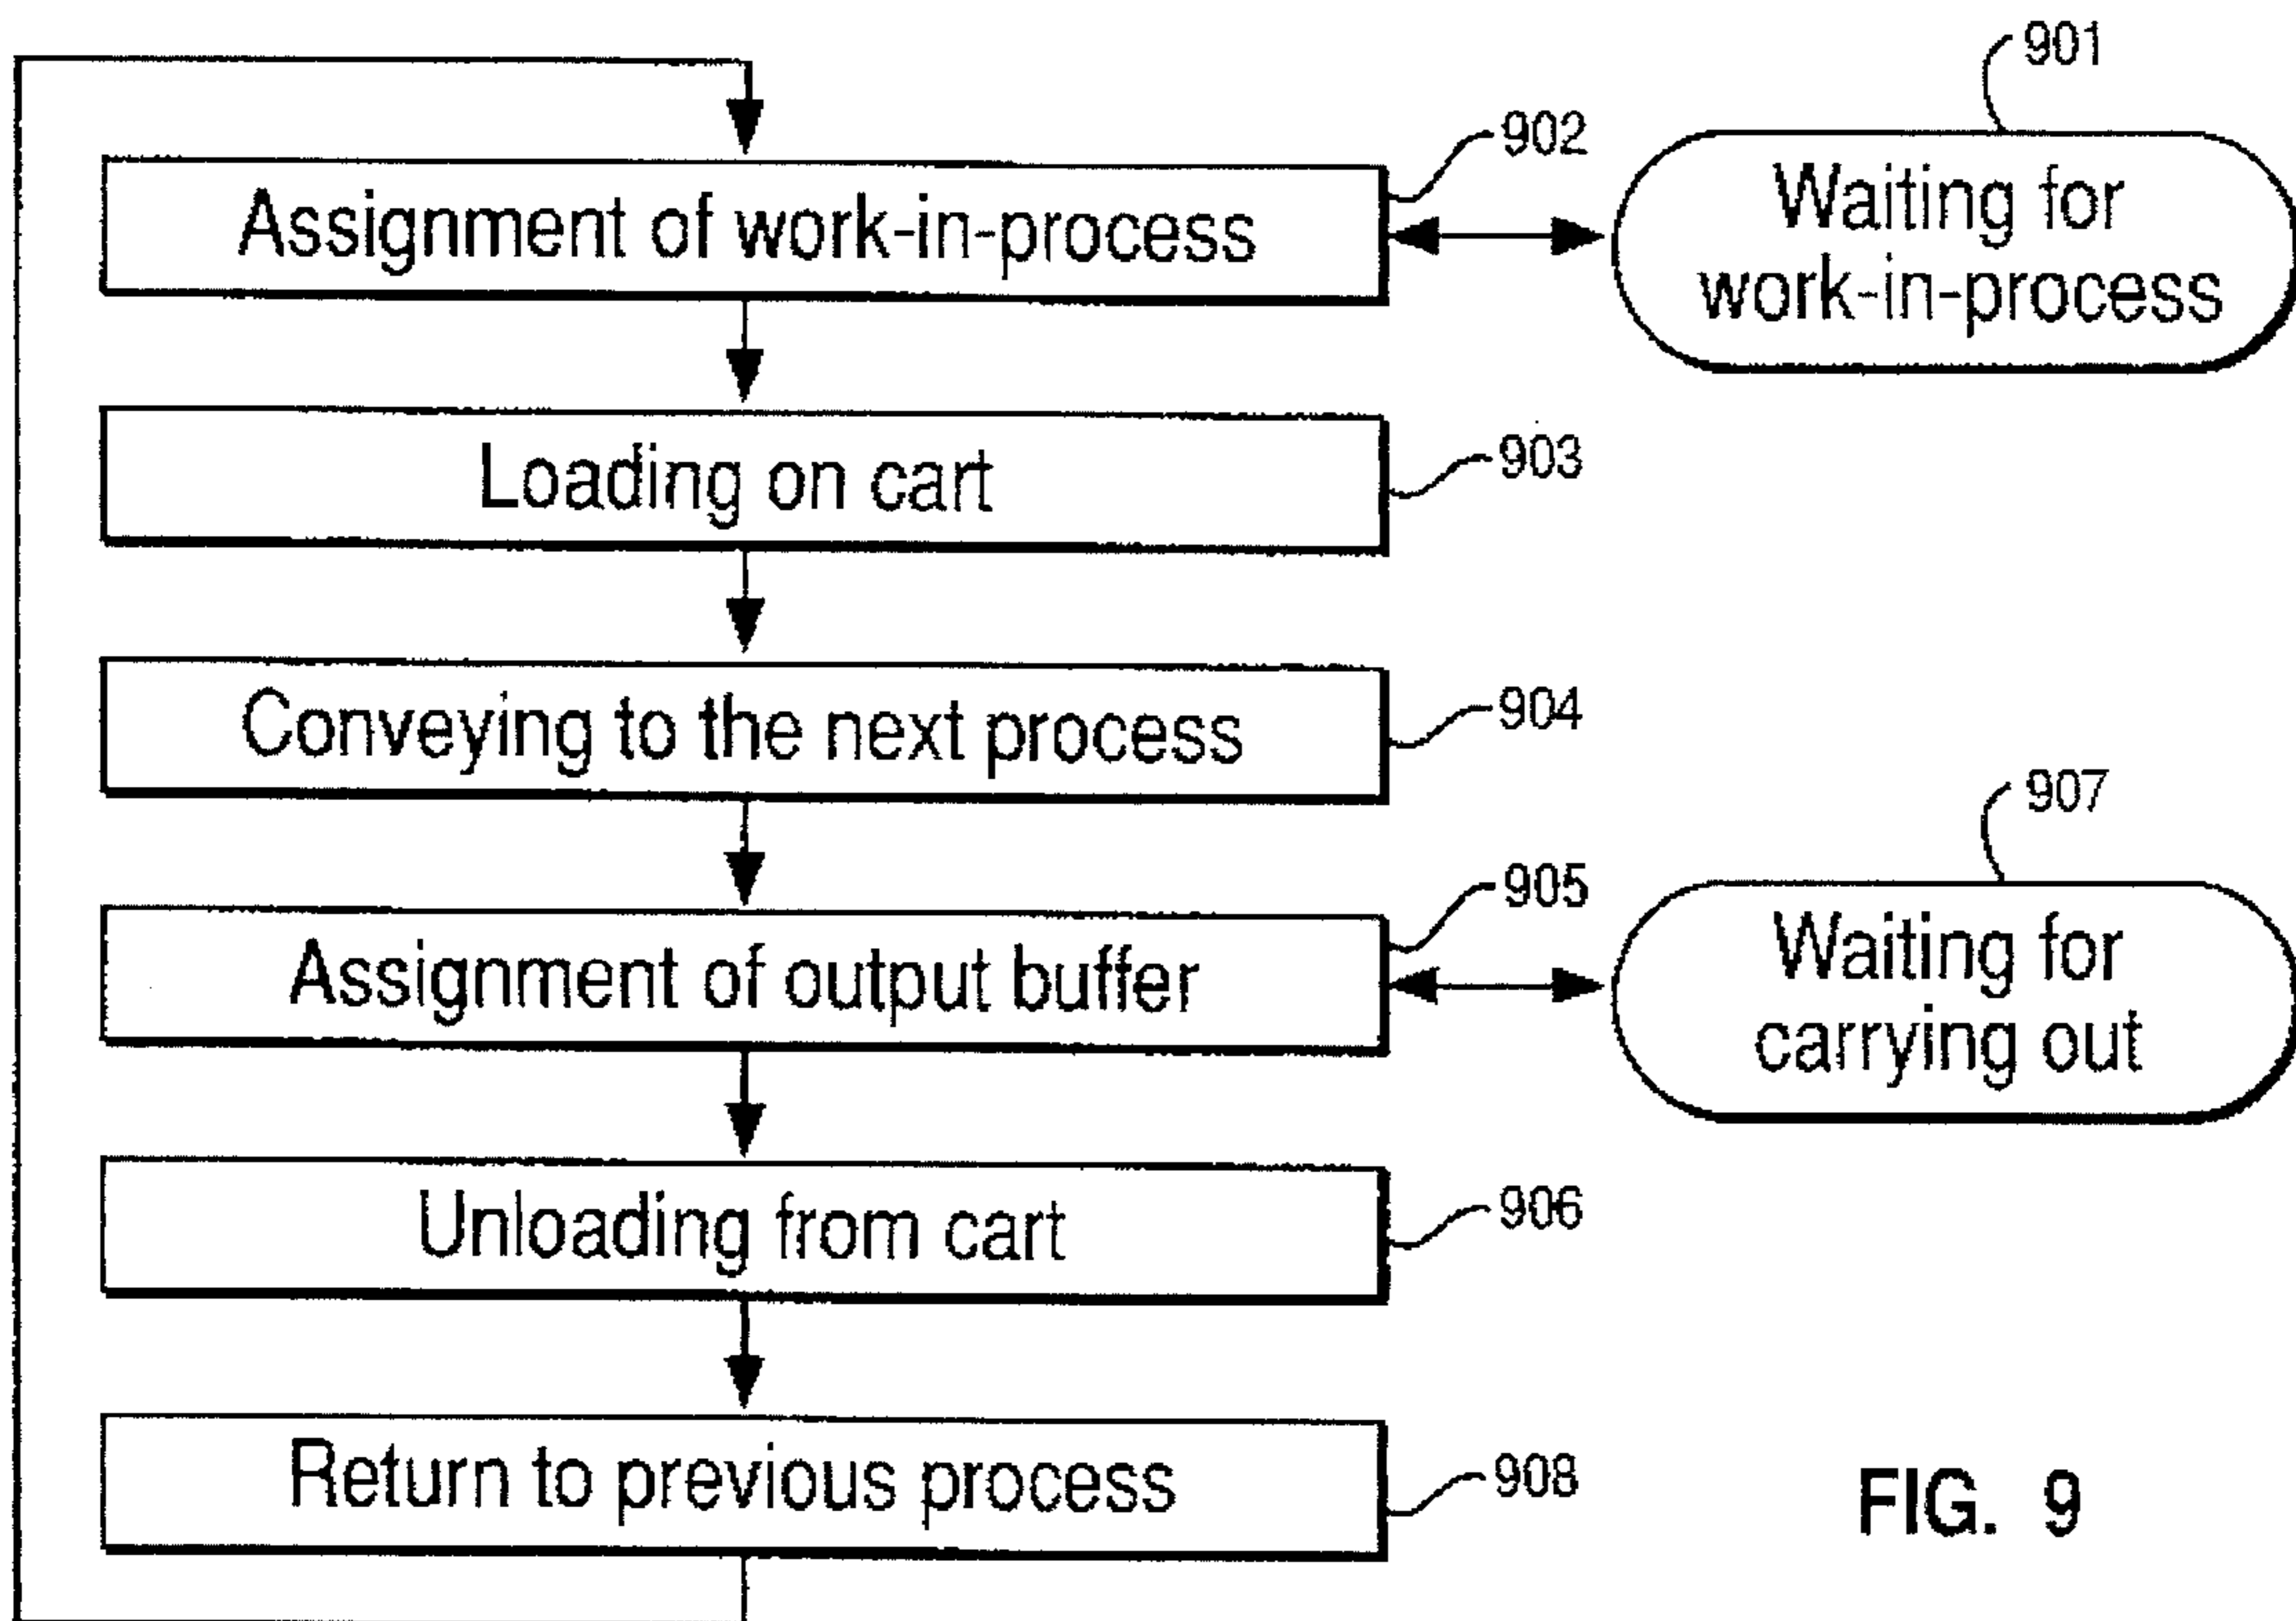 901
902
Assignment of work-in-process
Waiting for
work-in-process
903
Loading on cart
904
Conveying to the next process
907
905
Assignment of output buffer
Waiting for
carrying out
906
Unloading from cart
908
Return to previous process
FIG. 9